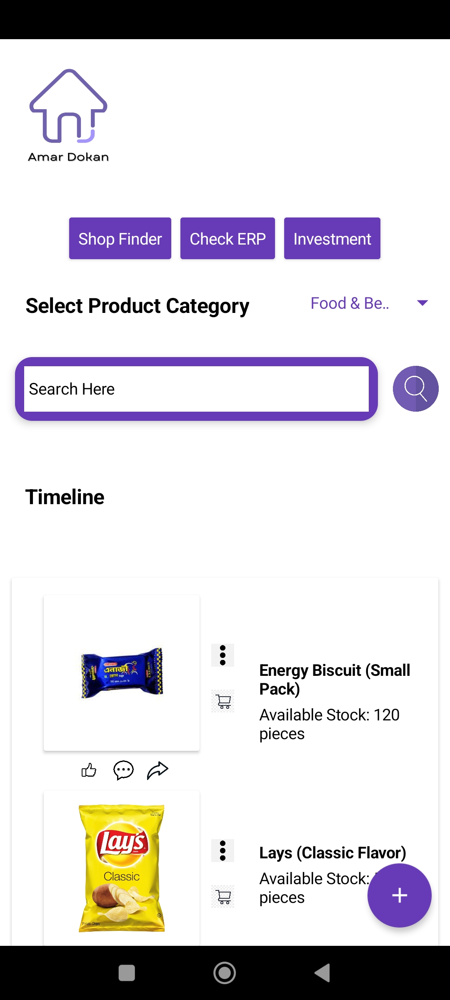 Amar Dokan
Shop Finder
Check ERP
Investment
Select Product Category
Food & Be..
Search Here
Timeline
এনার্জী
প্লাস
Energy Biscuit (Small
Pack)
Available Stock: 120
pieces
Lay's
Classic
Potato Chips
Lays (Classic Flavor)
Available Stock:
pieces